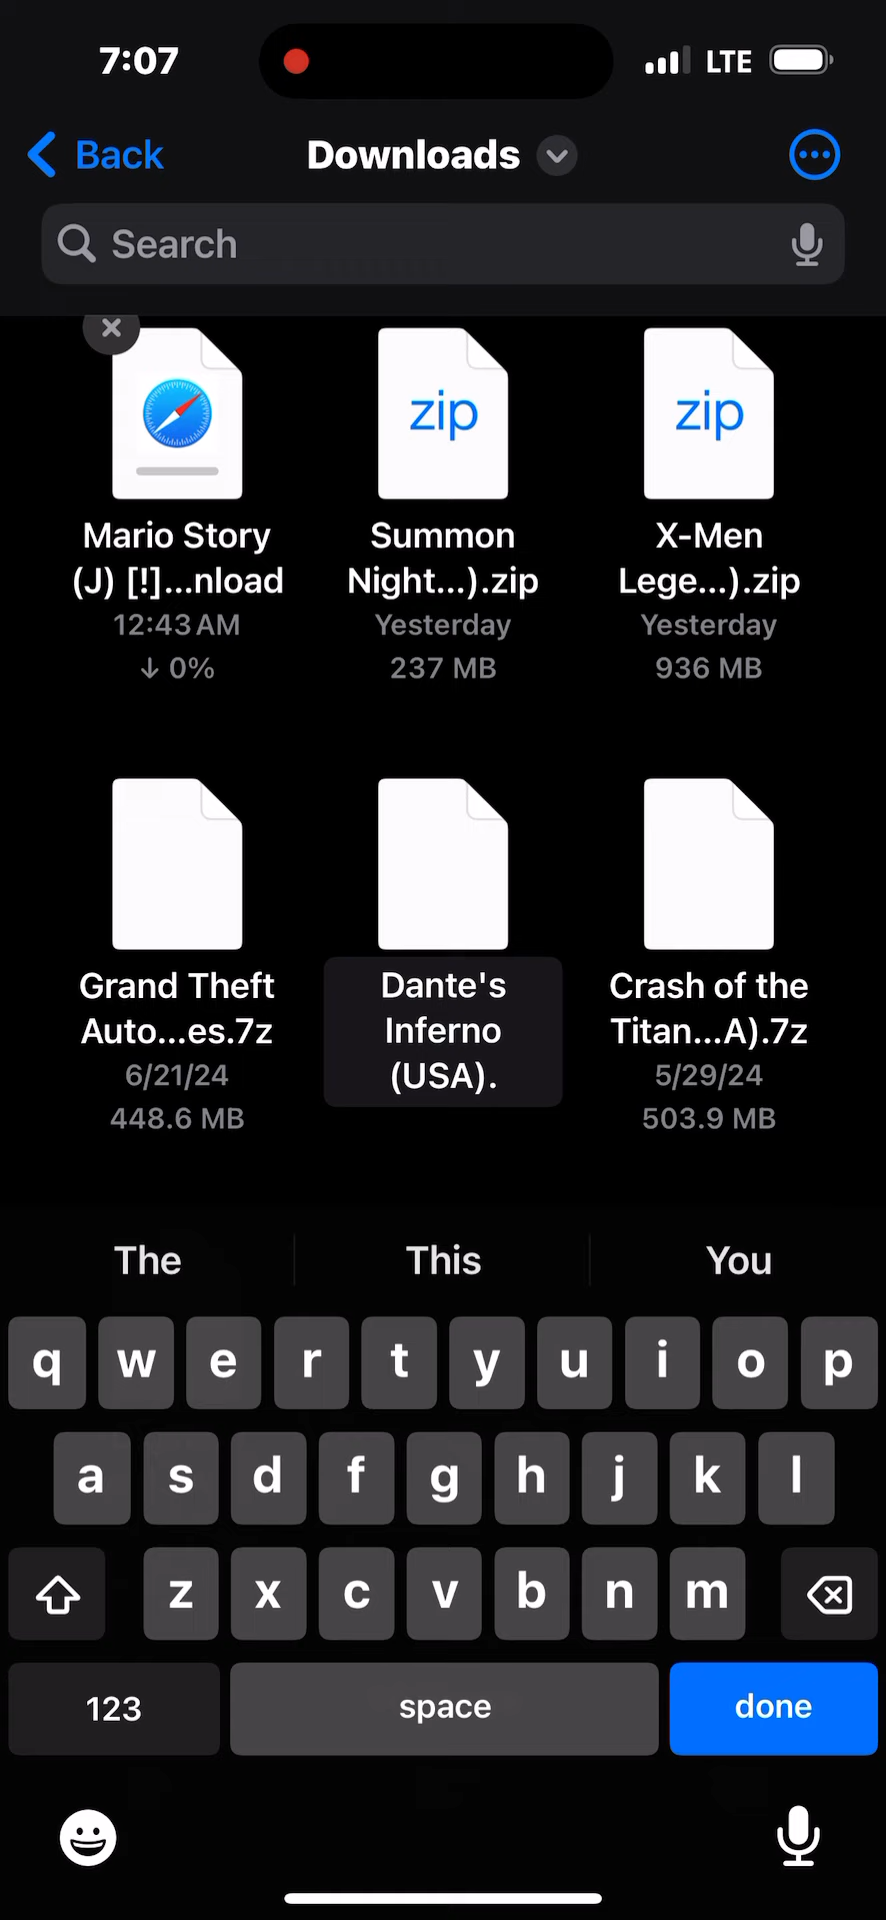 7:07
LTE
Back
Downloads
Search
zip
zip
Mario Story
(J) [!]...nload
12:43 AM
↓ 0%
Summon
Night...).zip
Yesterday
237 MB
X-Men
Lege...).zip
Yesterday
936 MB
Grand Theft
Auto...es.7z
6/21/24
448.6 MB
Dante's
Inferno
(USA).
Crash of the
Titan...A).7z
5/29/24
503.9 MB
The This You
q w e r t y u i o p
a s d f g h j k l
z x c v b n m
123 space done